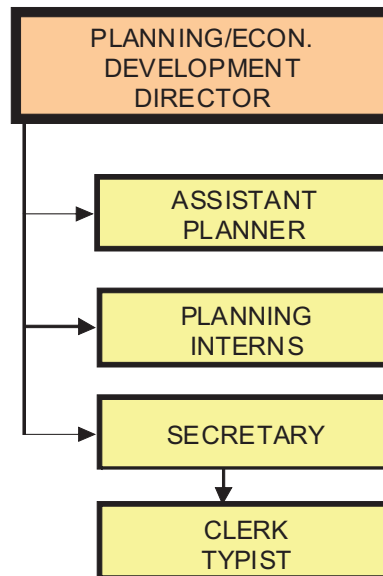 PLANNING/ECON.
DEVELOPMENT
DIRECTOR
ASSISTANT
PLANNER
PLANNING
INTERNS
SECRETARY
CLERK
TYPIST